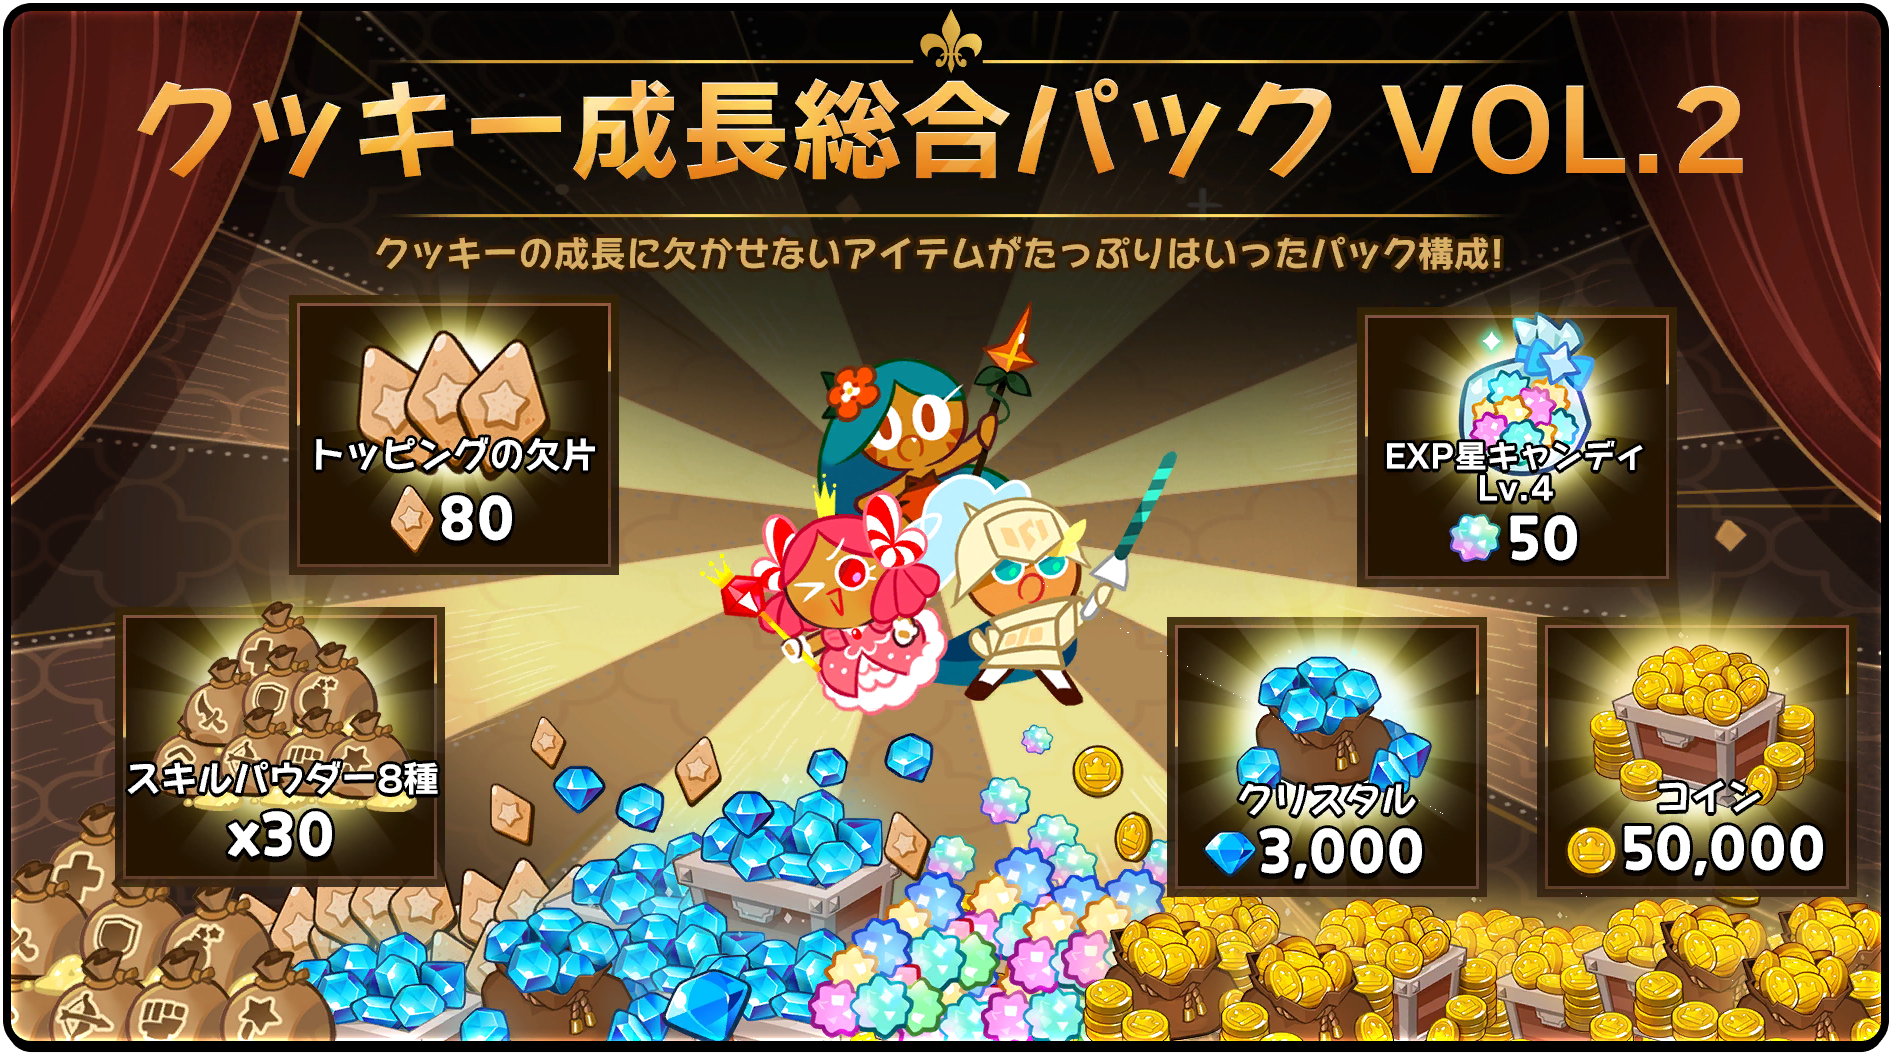 クッキー成長総合パック VOL.2
クッキーの成長に欠かせないアイテムがたっぷりはいったパック構成!
トッピングの欠片
80
EXP星キャンディ
Lv.4
50
スキルパウダー8種
x30
クリスタル
3,000
コイン
50,000